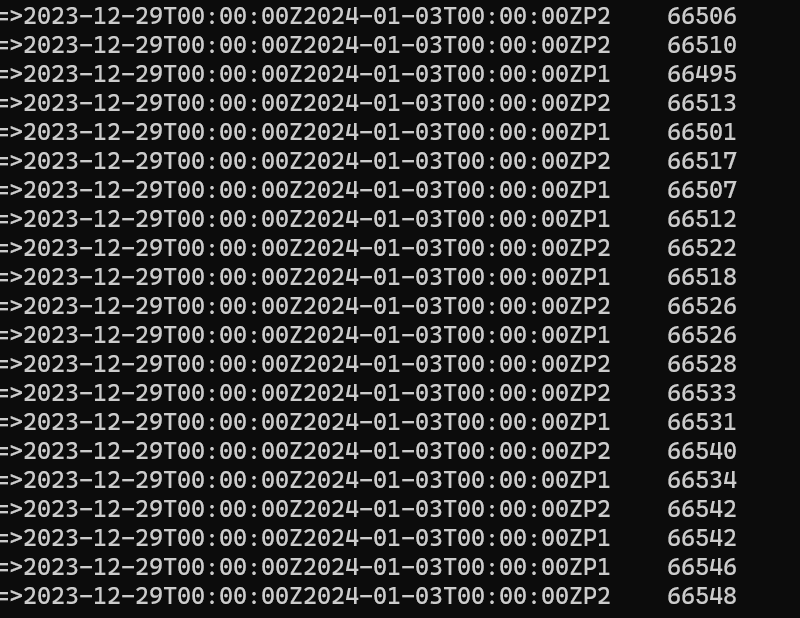 =>2023-12-29T00:00:00Z2024-01-03T00:00:00ZP2    66506
=>2023-12-29T00:00:00Z2024-01-03T00:00:00ZP2    66510
=>2023-12-29T00:00:00Z2024-01-03T00:00:00ZP1    66495
=>2023-12-29T00:00:00Z2024-01-03T00:00:00ZP2    66513
=>2023-12-29T00:00:00Z2024-01-03T00:00:00ZP1    66501
=>2023-12-29T00:00:00Z2024-01-03T00:00:00ZP2    66517
=>2023-12-29T00:00:00Z2024-01-03T00:00:00ZP1    66507
=>2023-12-29T00:00:00Z2024-01-03T00:00:00ZP1    66512
=>2023-12-29T00:00:00Z2024-01-03T00:00:00ZP2    66522
=>2023-12-29T00:00:00Z2024-01-03T00:00:00ZP1    66518
=>2023-12-29T00:00:00Z2024-01-03T00:00:00ZP2    66526
=>2023-12-29T00:00:00Z2024-01-03T00:00:00ZP1    66526
=>2023-12-29T00:00:00Z2024-01-03T00:00:00ZP2    66528
=>2023-12-29T00:00:00Z2024-01-03T00:00:00ZP2    66533
=>2023-12-29T00:00:00Z2024-01-03T00:00:00ZP1    66531
=>2023-12-29T00:00:00Z2024-01-03T00:00:00ZP2    66540
=>2023-12-29T00:00:00Z2024-01-03T00:00:00ZP1    66534
=>2023-12-29T00:00:00Z2024-01-03T00:00:00ZP2    66542
=>2023-12-29T00:00:00Z2024-01-03T00:00:00ZP1    66542
=>2023-12-29T00:00:00Z2024-01-03T00:00:00ZP1    66546
=>2023-12-29T00:00:00Z2024-01-03T00:00:00ZP2    66548